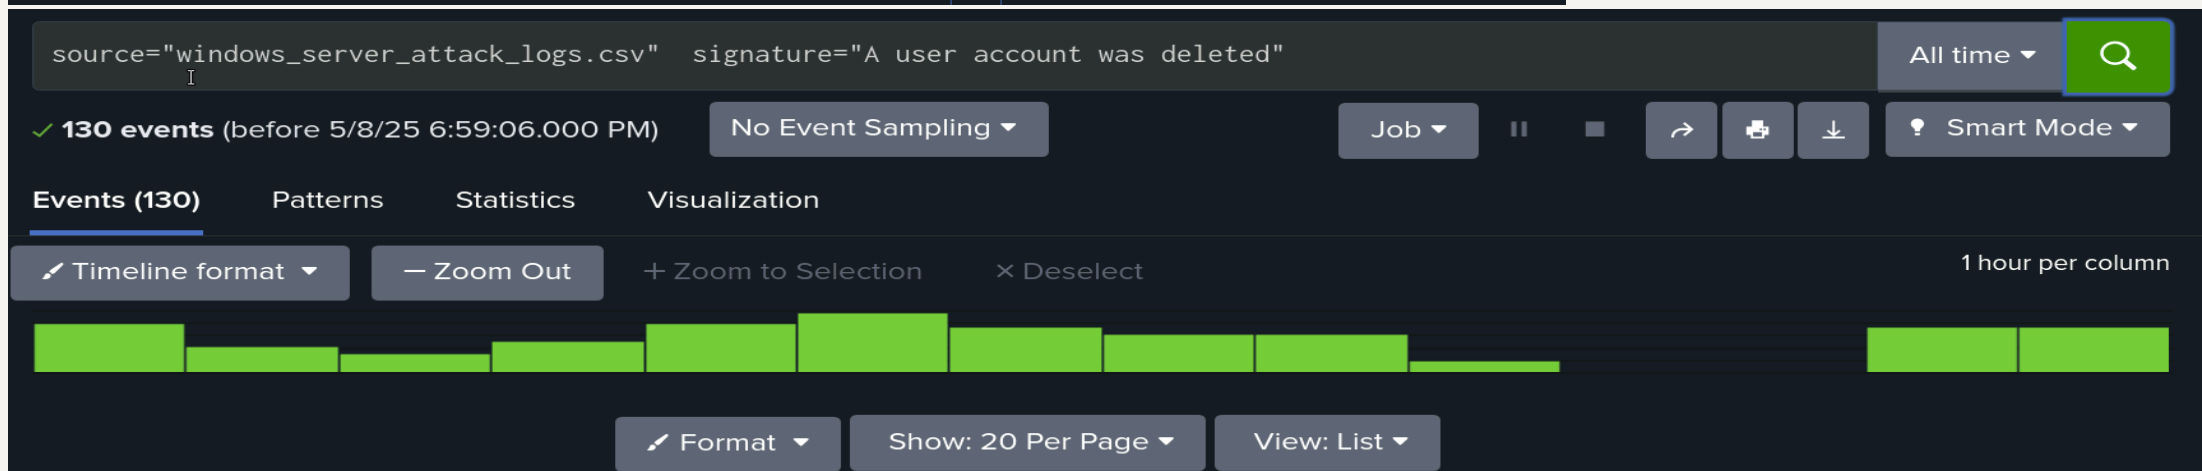 source="windows_server_attack_logs.csv"  signature="A user account was deleted"
All time
130 events (before 5/8/25 6:59:06.000 PM)
No Event Sampling
Job
Smart Mode
Events (130)
Patterns
Statistics
Visualization
Timeline format
— Zoom Out
+ Zoom to Selection
× Deselect
1 hour per column
Format
Show: 20 Per Page
View: List